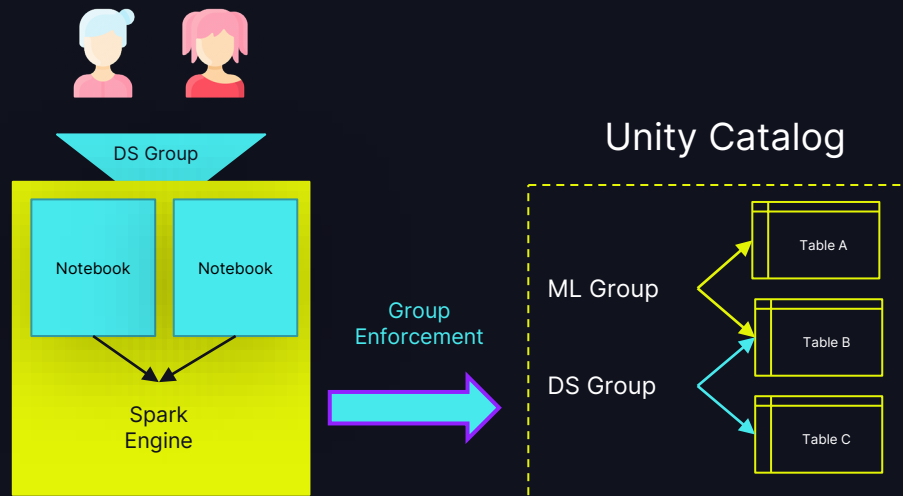 DS Group
Notebook
Notebook
Spark
Engine
Group
Enforcement
Unity Catalog
ML Group
DS Group
Table A
Table B
Table C